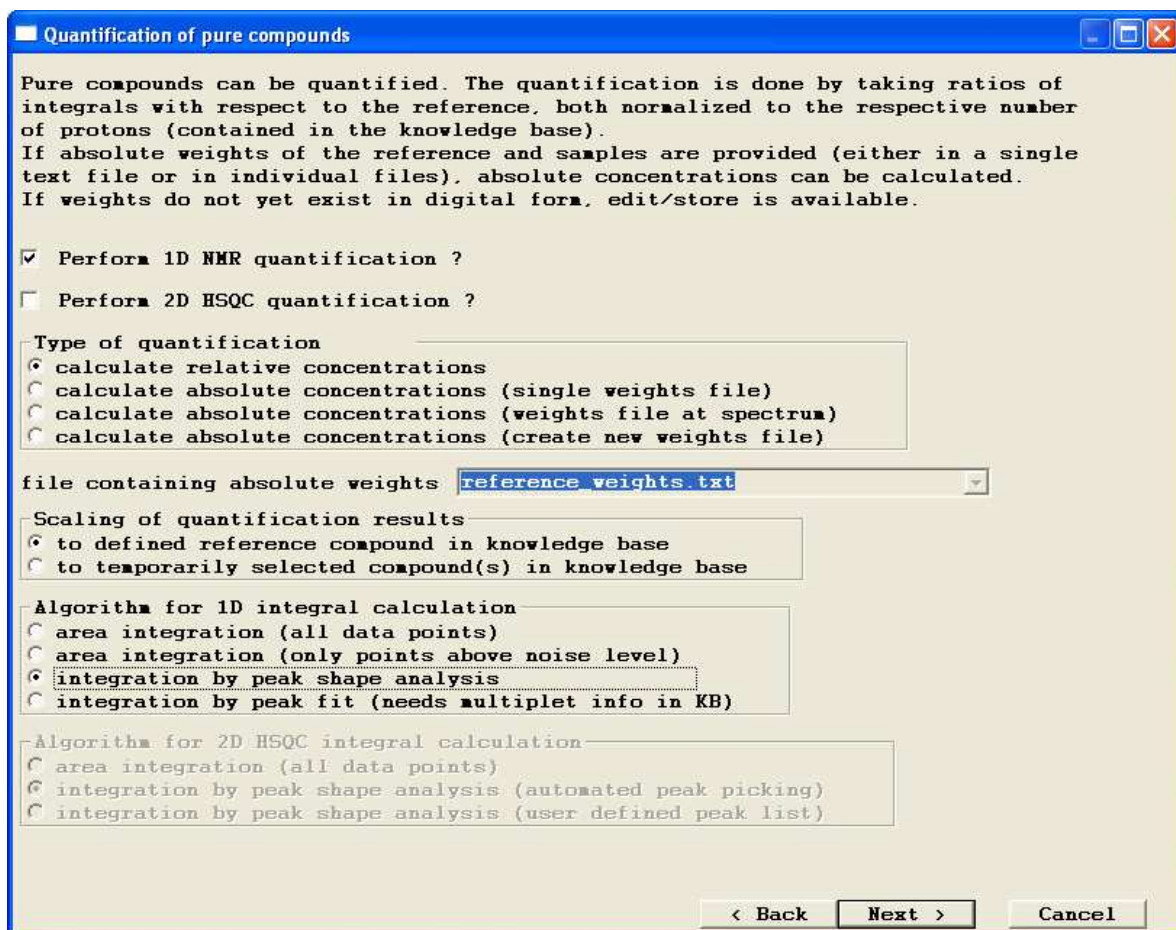 Quantification of pure compounds
Pure compounds can be quantified. The quantification is done by taking ratios of
integrals with respect to the reference, both normalized to the respective number
of protons (contained in the knowledge base).
If absolute weights of the reference and samples are provided (either in a single
text file or in individual files), absolute concentrations can be calculated.
If weights do not yet exist in digital form, edit/store is available.
Perform 1D NMR quantification ?
Perform 2D HSQC quantification ?
Type of quantification
calculate relative concentrations
calculate absolute concentrations (single weights file)
calculate absolute concentrations (weights file at spectrum)
calculate absolute concentrations (create new weights file)
file containing absolute weights reference_weights.txt
Scaling of quantification results
to defined reference compound in knowledge base
to temporarily selected compound(s) in knowledge base
Algorithm for 1D integral calculation
area integration (all data points)
area integration (only points above noise level)
integration by peak shape analysis
integration by peak fit (needs multiplet info in KB)
Algorithm for 2D HSQC integral calculation
area integration (all data points)
integration by peak shape analysis (automated peak picking)
integration by peak shape analysis (user defined peak list)
< Back Next > Cancel